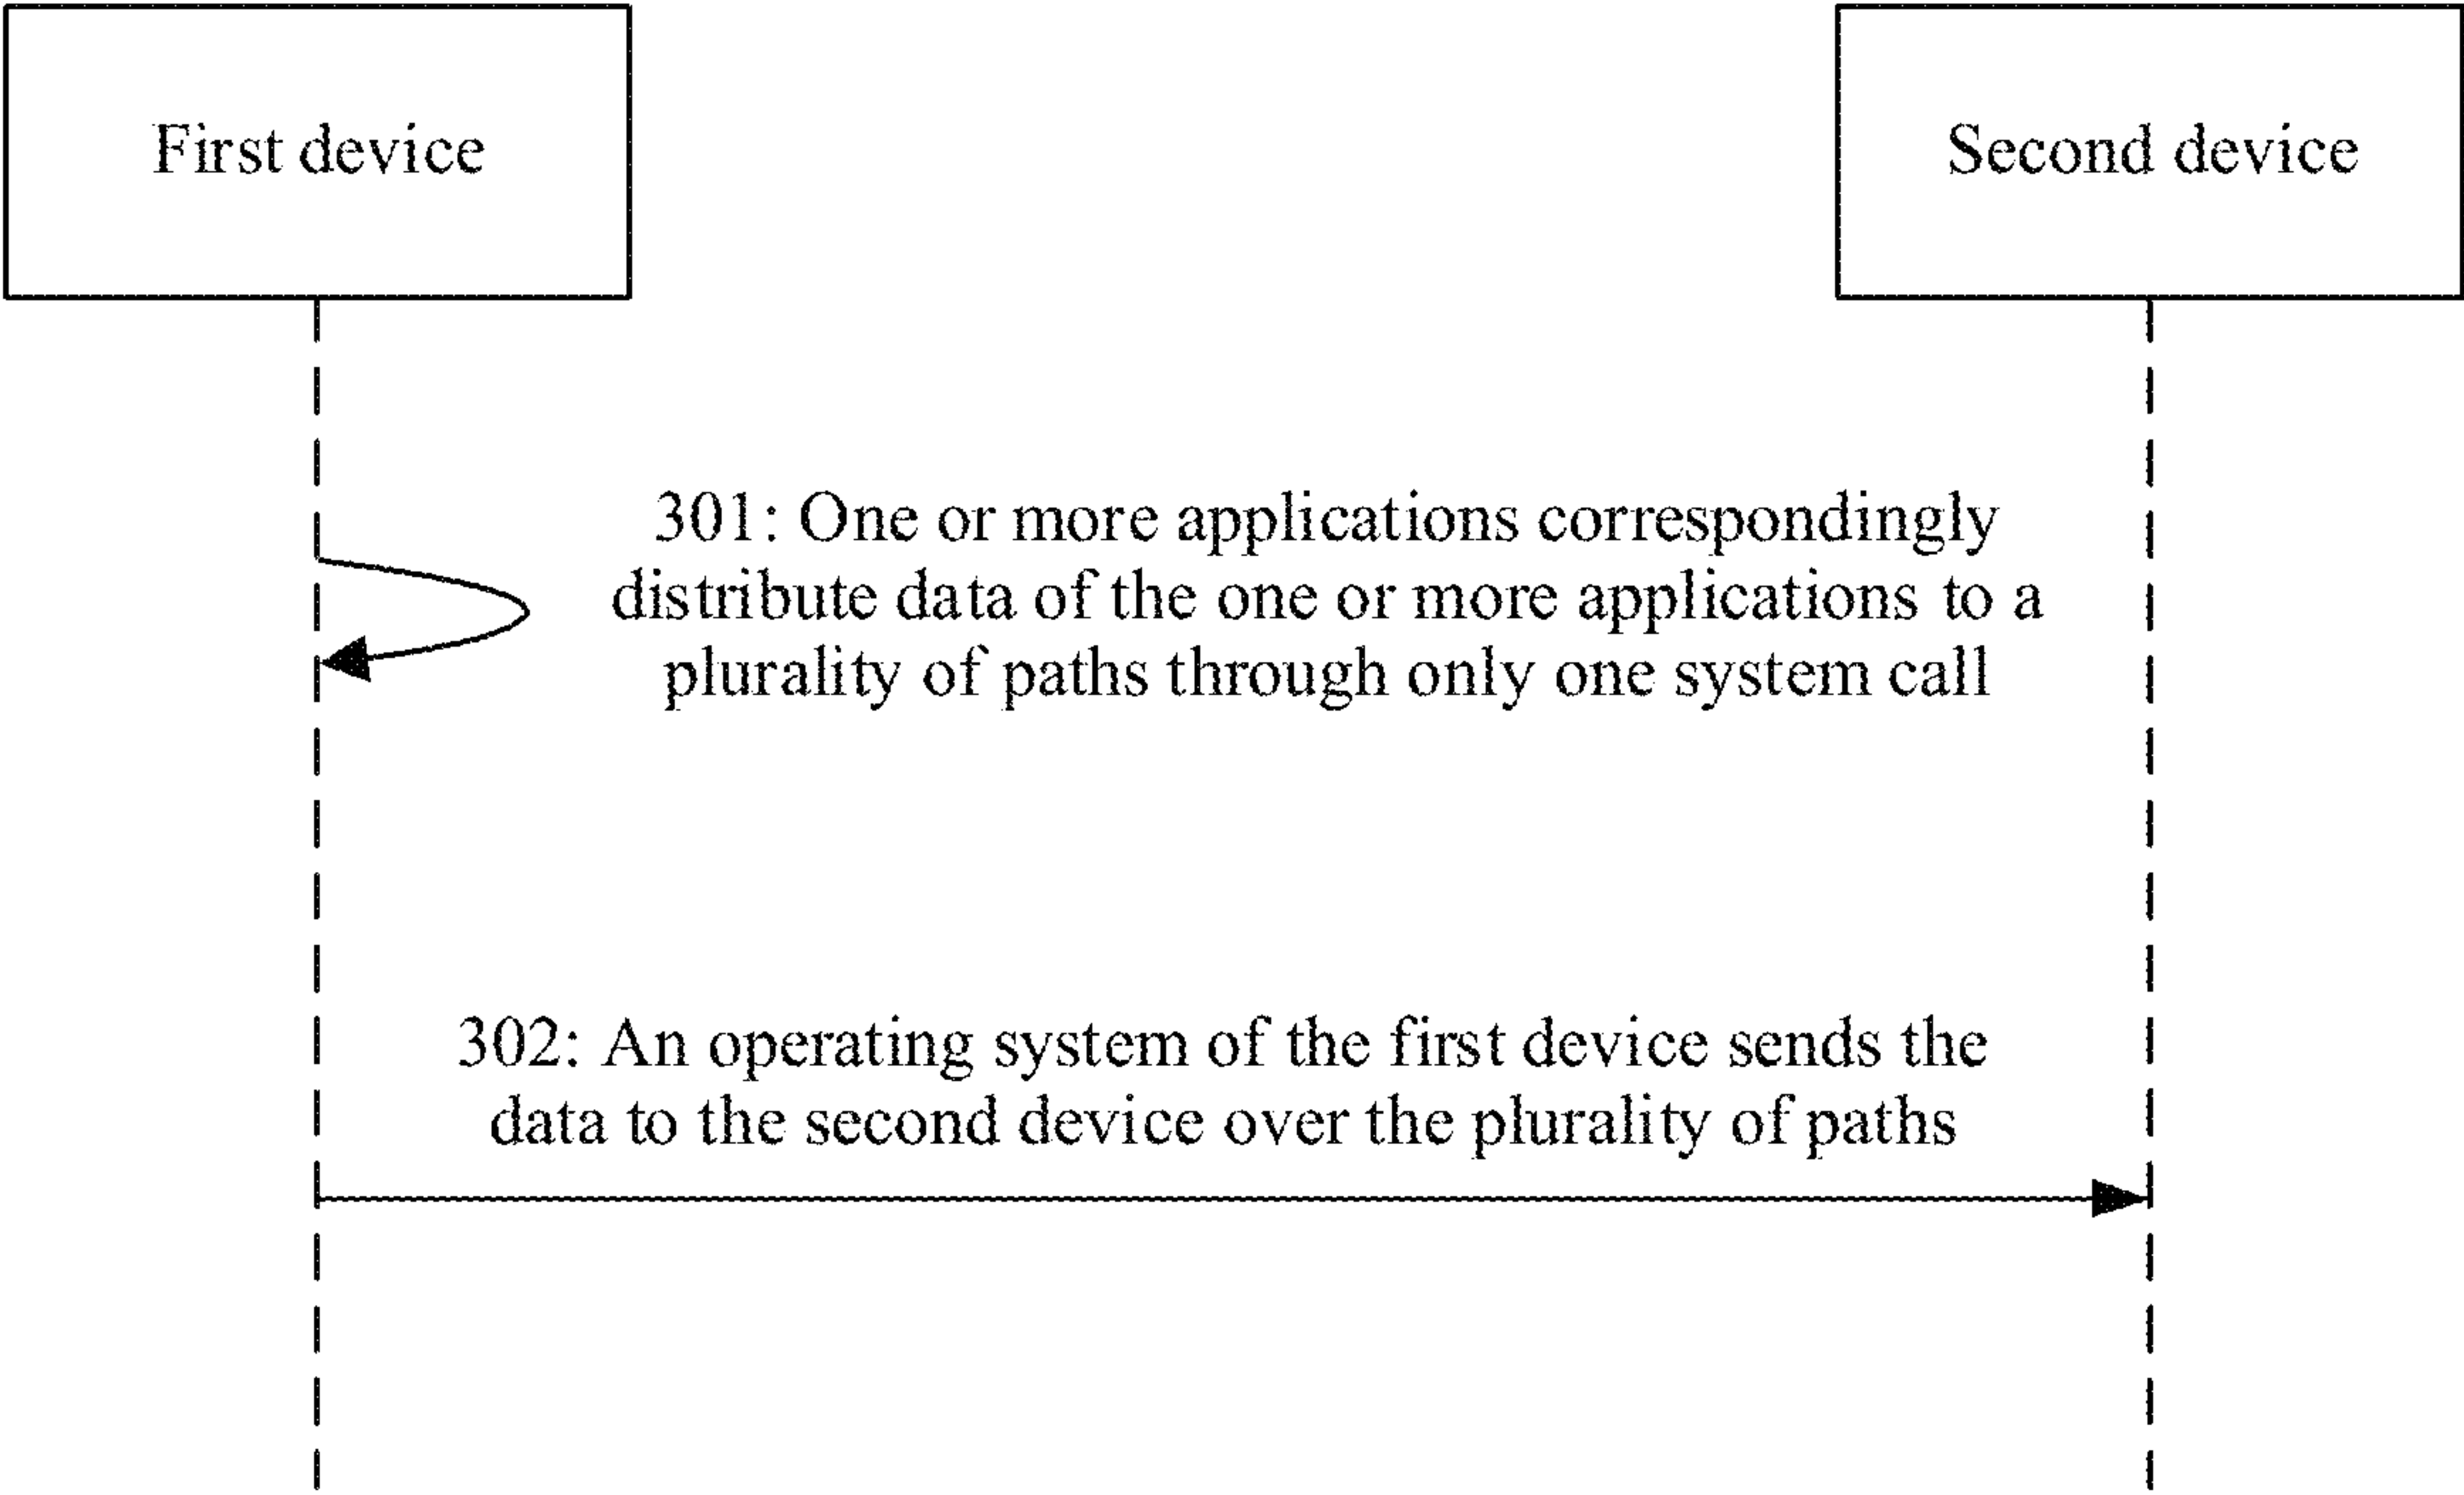 First device
Second device
301: One or more applications correspondingly
distribute data of the one or more applications to a
plurality of paths through only one system call
302: An operating system of the first device sends the
data to the second device over the plurality of paths